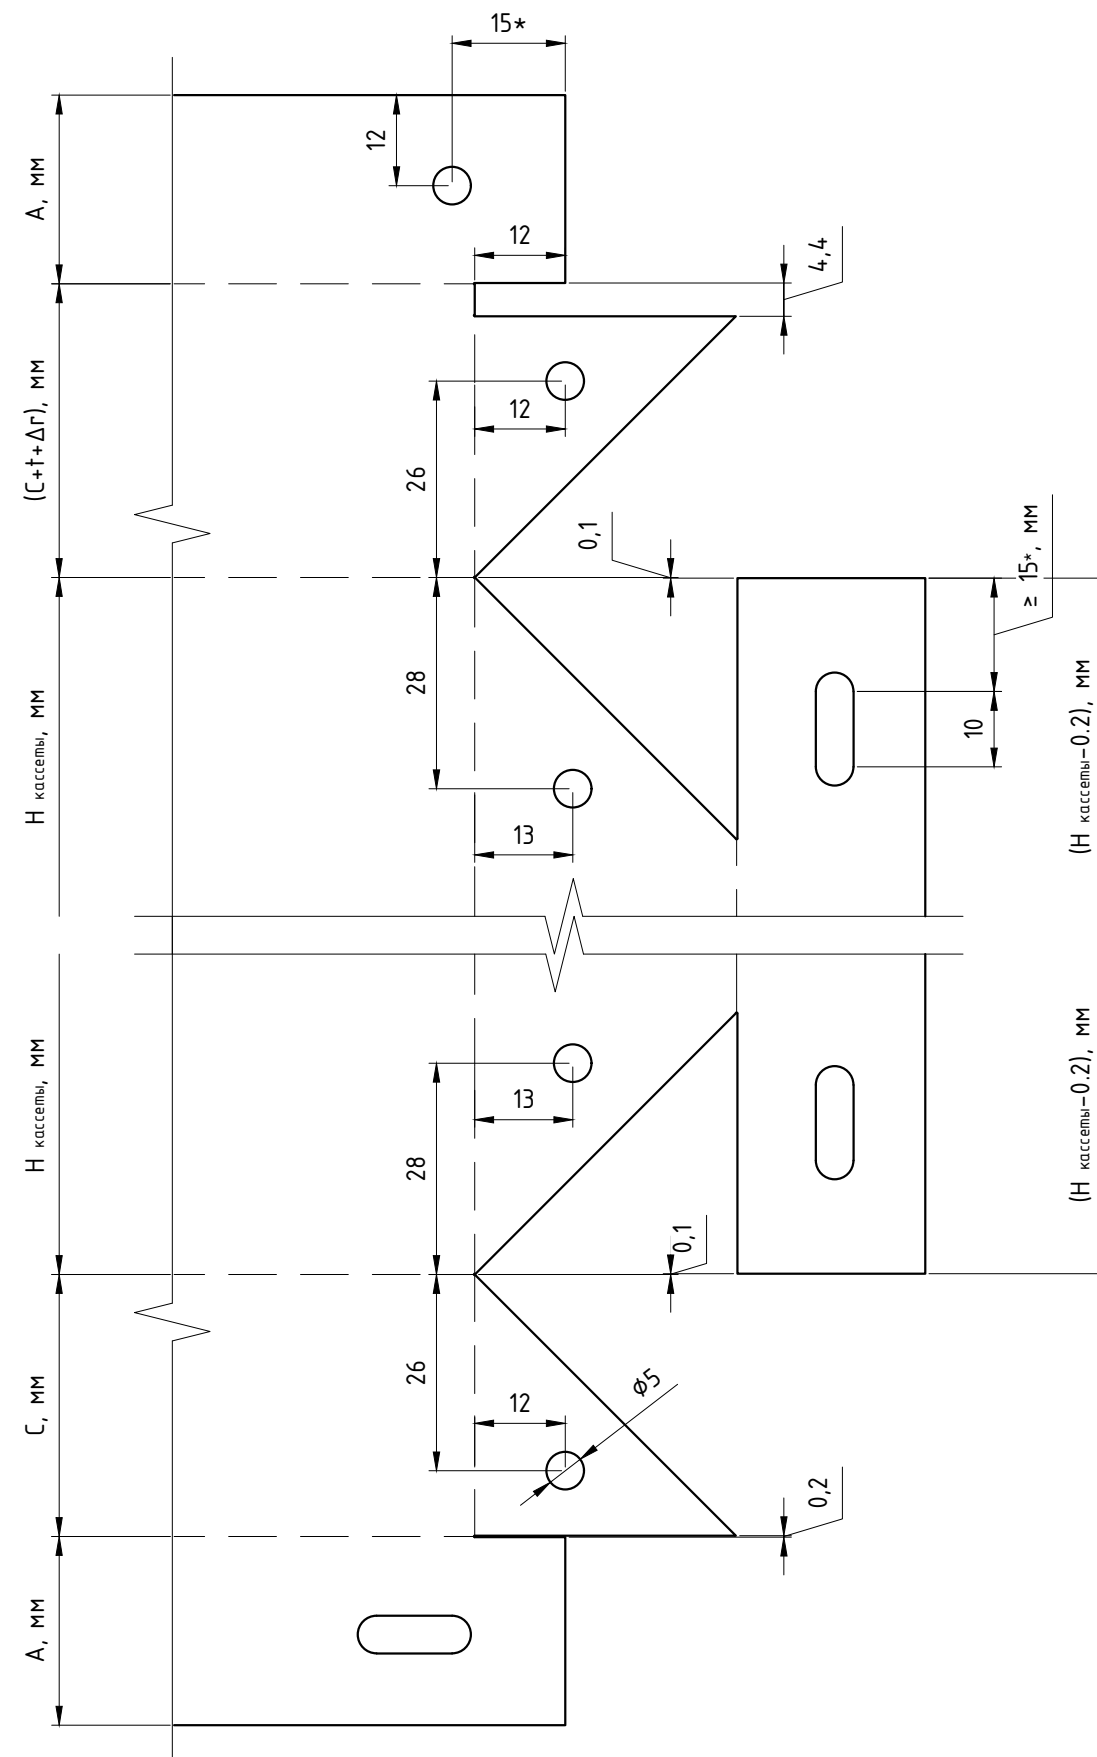 15*
12
А, мм
12
4,4
(С+t+Δr), мм
12
26
0,1
≥ 15*, мм
28
10
Н кассеты, мм
(Н кассеты-0.2), мм
13
Н кассеты, мм
13
28
(Н кассеты-0.2), мм
0,1
26
С, мм
12
Ø5
0,2
А, мм